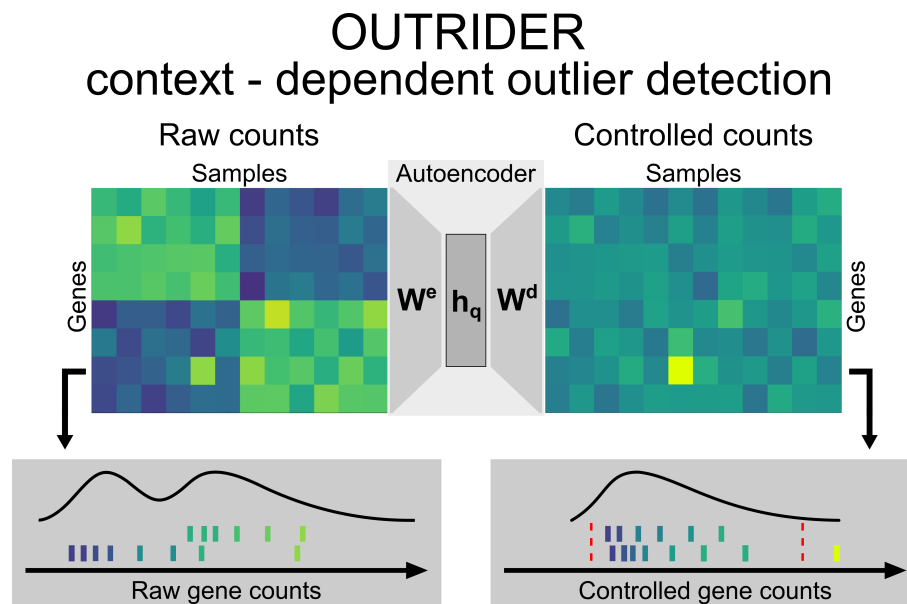 OUTRIDER
context - dependent outlier detection
Raw counts
Controlled counts
Samples
Autoencoder
Samples
Genes
Wᵉ
h_q
Wᵈ
Genes
Raw gene counts
Controlled gene counts